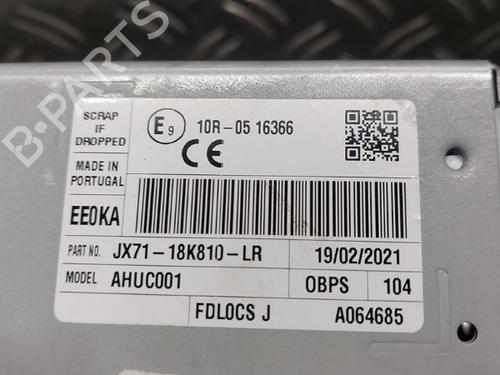 B-PARTS
SCRAP
IF
DROPPED
E9 10R-05 16366
CE
MADE IN
PORTUGAL
EE0KA
PART NO. JX71-18K810-LR 19/02/2021
MODEL AHUC001 OBPS 104
FDLOCS J A064685